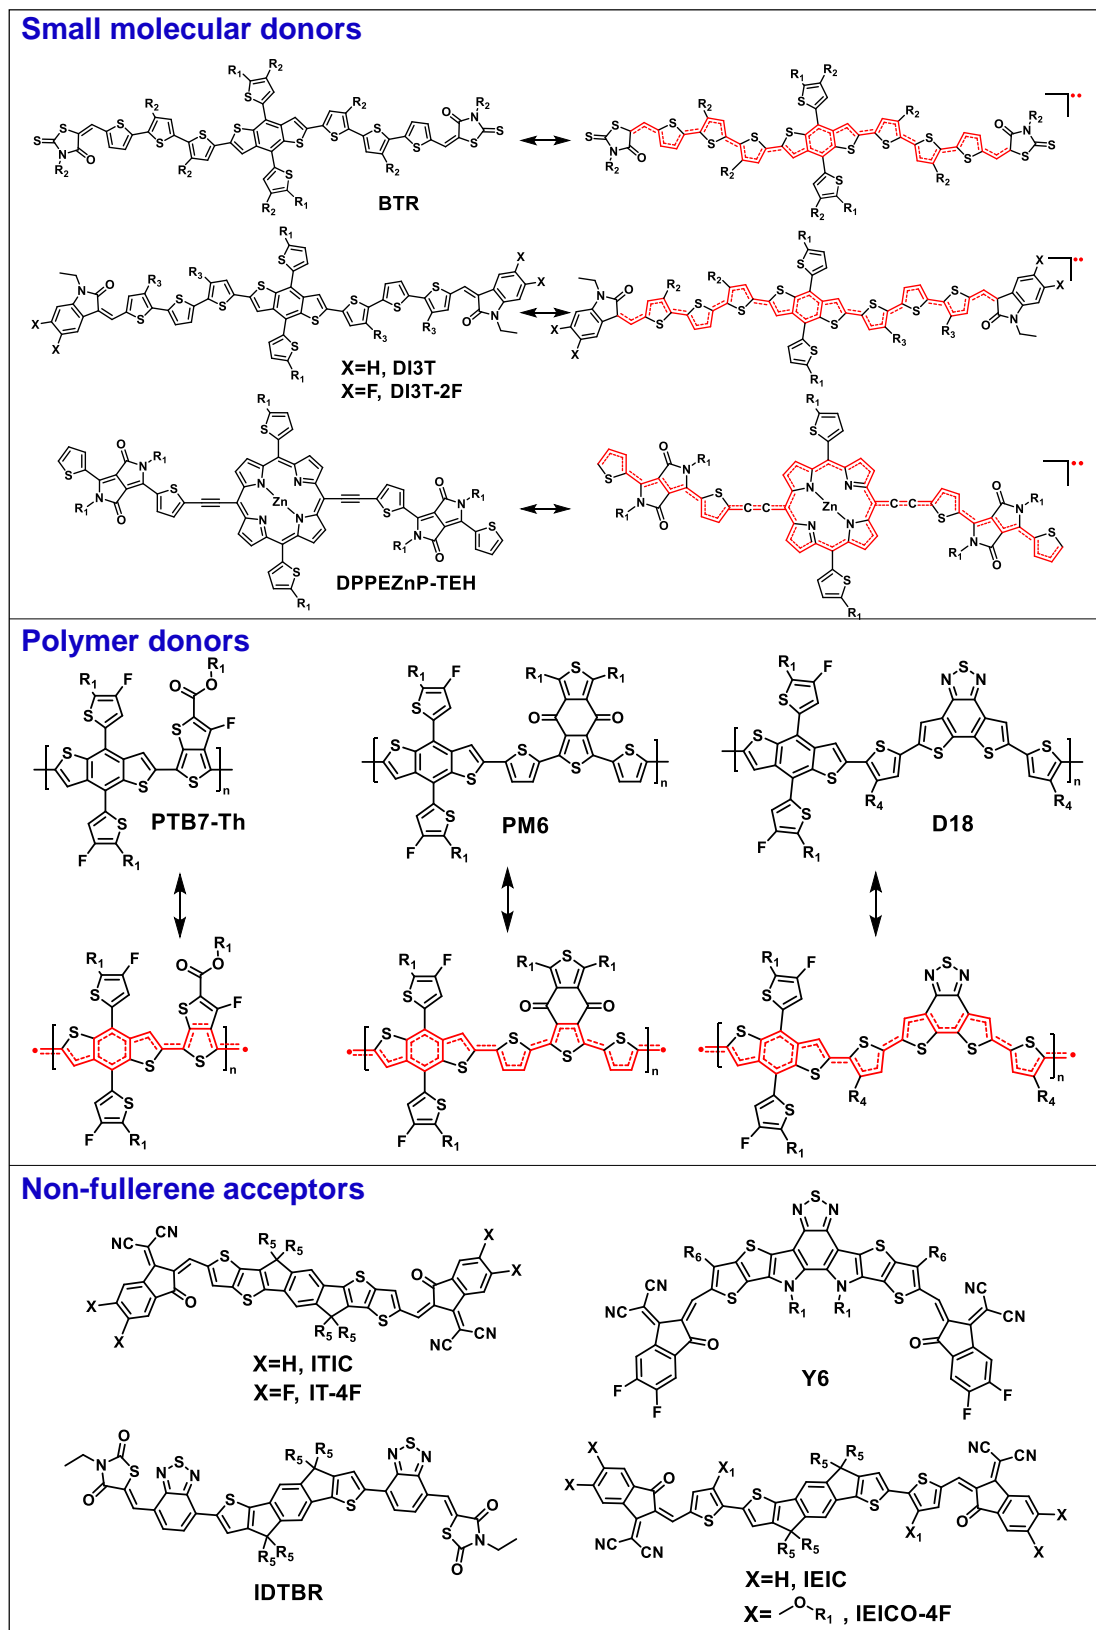 Small molecular donors
BTR
X=H, DI3T
X=F, DI3T-2F
DPPEZnP-TEH
Polymer donors
PTB7-Th
PM6
D18
Non-fullerene acceptors
X=H, ITIC
X=F, IT-4F
Y6
IDTBR
X=H, IEIC
X= O R1 , IEICO-4F